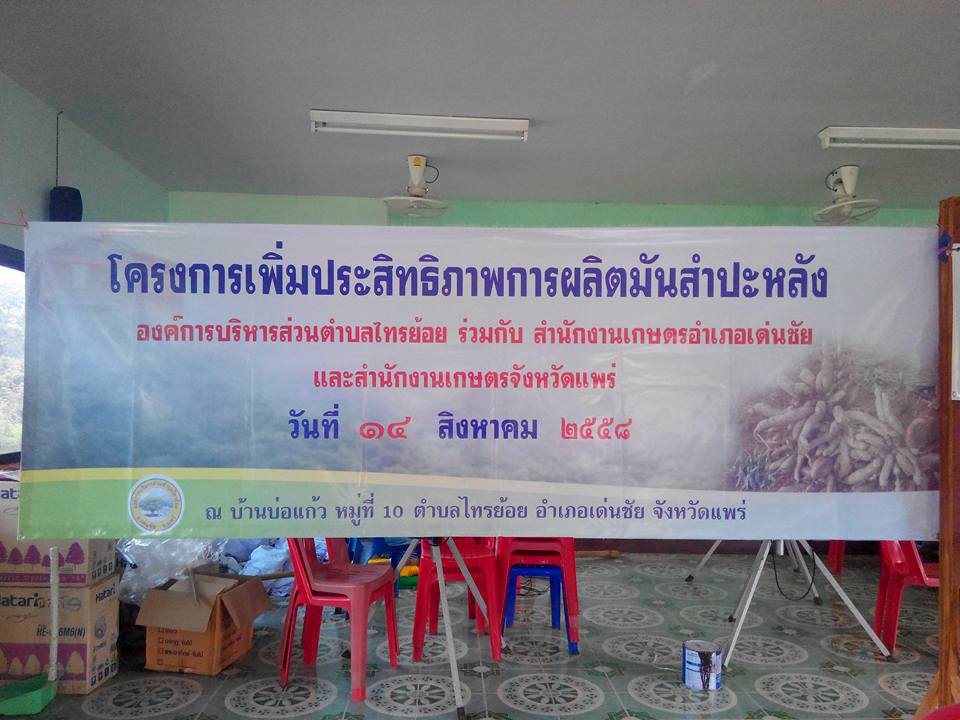 โครงการเพิ่มประสิทธิภาพการผลิตมันสำปะหลัง
องค์การบริหารส่วนตำบลไทรย้อย ร่วมกับ สำนักงานเกษตรอำเภอเด่นชัย
และสำนักงานเกษตรจังหวัดแพร่
วันที่ ๑๔ สิงหาคม ๒๕๕๘
ณ บ้านบ่อแก้ว หมู่ที่ 10 ตำบลไทรย้อย อำเภอเด่นชัย จังหวัดแพร่
Hatari
Hatari